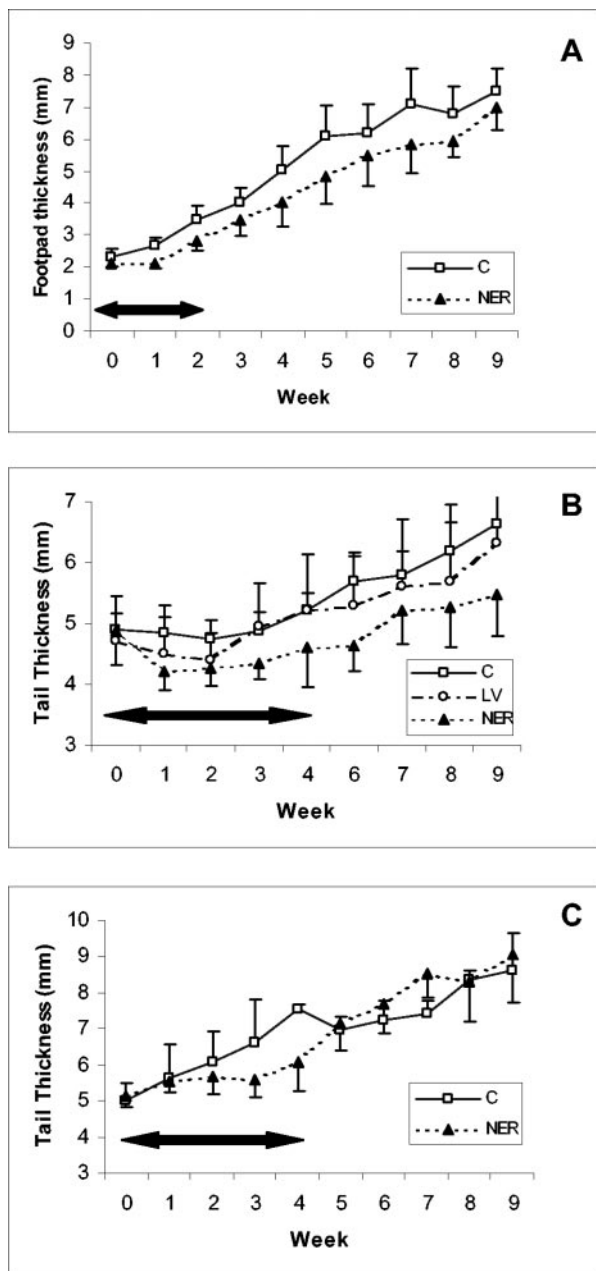 A
Footpad thickness (mm)
9
8
7
6
5
4
3
2
1
0
C
NER
0 1 2 3 4 5 6 7 8 9
Week
B
Tail Thickness (mm)
7
6
5
4
3
C
LV
NER
0 1 2 3 4 6 7 8 9
Week
C
Tail Thickness (mm)
10
9
8
7
6
5
4
3
C
NER
0 1 2 3 4 5 6 7 8 9
Week